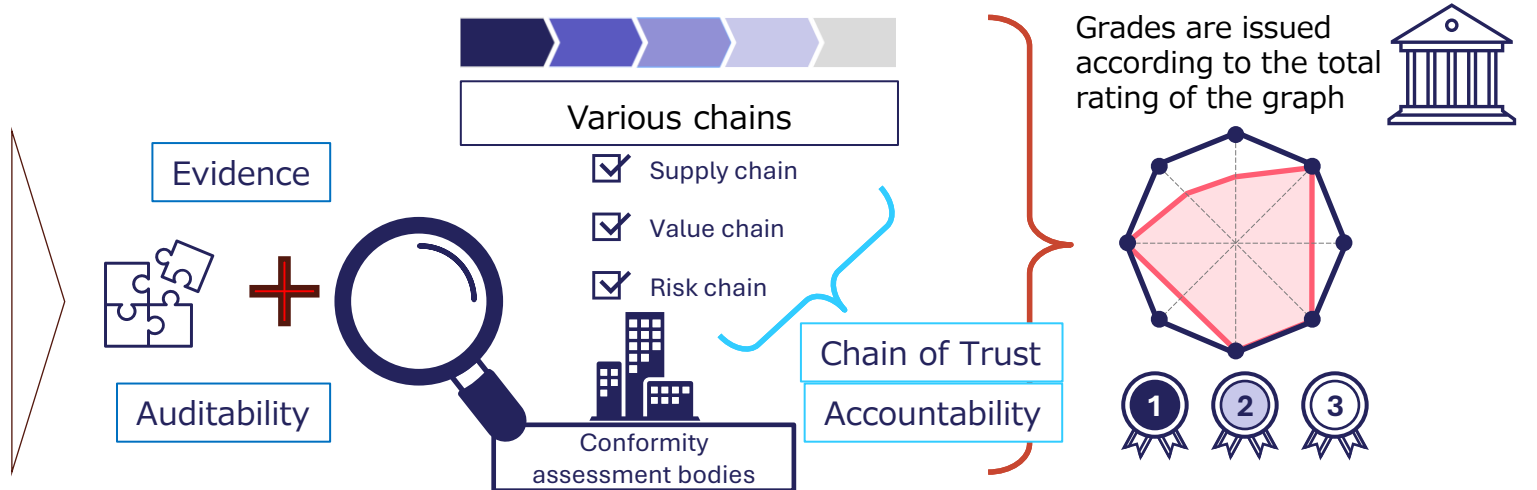 Evidence
Auditability
Various chains
Supply chain
Value chain
Risk chain
Conformity
assessment bodies
Chain of Trust
Accountability
Grades are issued
according to the total
rating of the graph
1
2
3